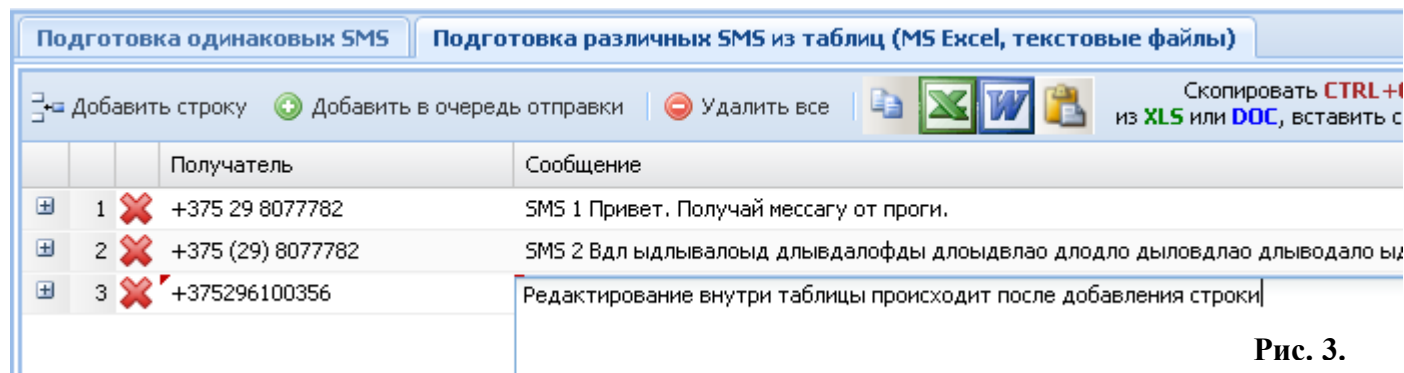 Подготовка одинаковых SMS Подготовка различных SMS из таблиц (MS Excel, текстовые файлы)
Добавить строку Добавить в очередь отправки Удалить все Скопировать CTRL+
из XLS или DOC, вставить с
Получатель Сообщение
1 +375 29 8077782 SMS 1 Привет. Получай мессагу от проги.
2 +375 (29) 8077782 SMS 2 Вдл ыдлывалоыд длывдалофды длоыдвлао длодло дыловдлао длыводало ыд
3 +375296100356 Редактирование внутри таблицы происходит после добавления строки
Рис. 3.